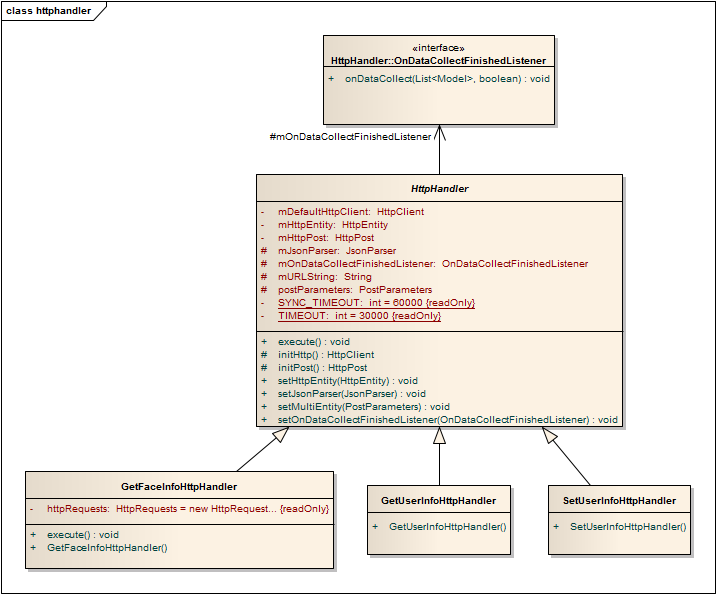 class httphandler
«interface»
HttpHandler::OnDataCollectFinishedListener
+ onDataCollect(List<Model>, boolean) : void
#mOnDataCollectFinishedListener
HttpHandler
- mDefaultHttpClient: HttpClient
- mHttpEntity: HttpEntity
- mHttpPost: HttpPost
# mJsonParser: JsonParser
# mOnDataCollectFinishedListener: OnDataCollectFinishedListener
# mURLString: String
# postParameters: PostParameters
- SYNC_TIMEOUT: int = 60000 {readOnly}
- TIMEOUT: int = 30000 {readOnly}
+ execute() : void
# initHttp() : HttpClient
# initPost() : HttpPost
+ setHttpEntity(HttpEntity) : void
+ setJsonParser(JsonParser) : void
+ setMultiEntity(PostParameters) : void
+ setOnDataCollectFinishedListener(OnDataCollectFinishedListener) : void
GetFaceInfoHttpHandler
- httpRequests: HttpRequests = new HttpRequest... {readOnly}
+ execute() : void
+ GetFaceInfoHttpHandler()
GetUserInfoHttpHandler
+ GetUserInfoHttpHandler()
SetUserInfoHttpHandler
+ SetUserInfoHttpHandler()